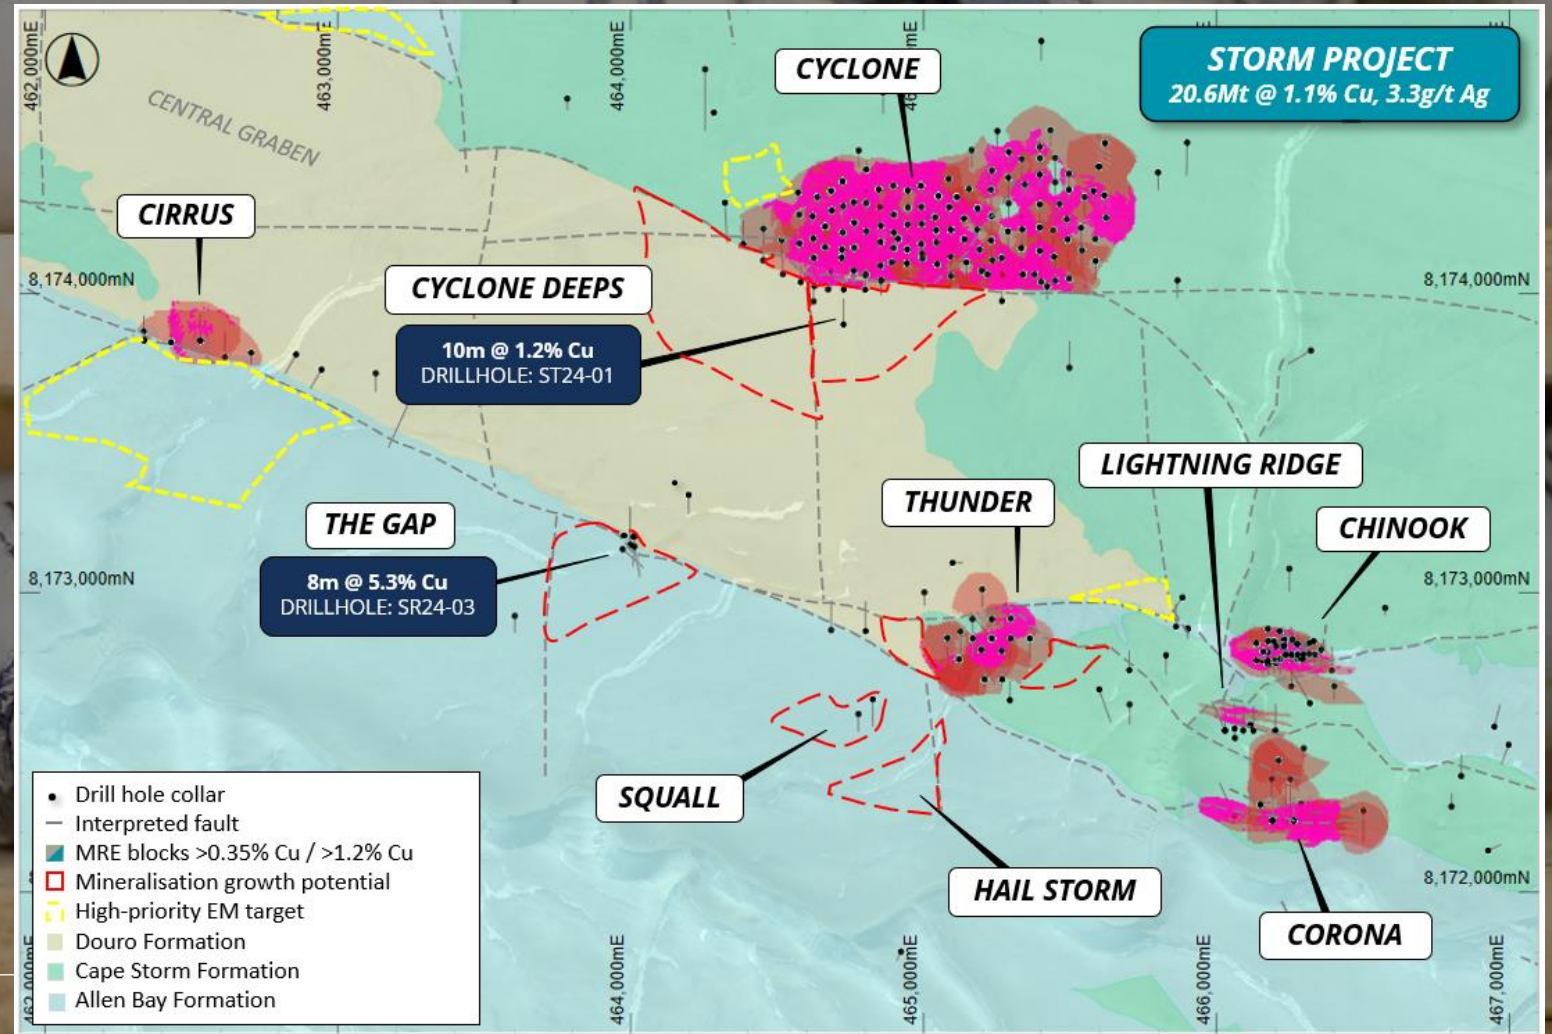 462,000mE
463,000mE
464,000mE
STORM PROJECT
20.6Mt @ 1.1% Cu, 3.3g/t Ag
CYCLONE
CENTRAL GRABEN
CIRRUS
8,174,000mN
CYCLONE DEEPS
8,174,000mN
10m @ 1.2% Cu
DRILLHOLE: ST24-01
LIGHTNING RIDGE
THUNDER
THE GAP
CHINOOK
8,173,000mN
8m @ 5.3% Cu
DRILLHOLE: SR24-03
8,173,000mN
SQUALL
HAIL STORM
8,172,000mN
CORONA
Drill hole collar
Interpreted fault
MRE blocks >0.35% Cu / >1.2% Cu
Mineralisation growth potential
High-priority EM target
Douro Formation
Cape Storm Formation
Allen Bay Formation
464,000mE
465,000mE
466,000mE
467,000mE